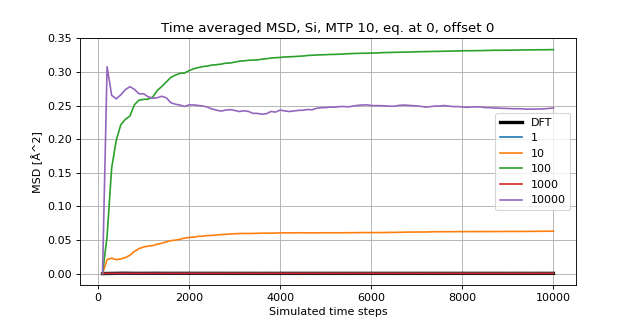 Time averaged MSD, Si, MTP 10, eq. at 0, offset 0
MSD [Å^2]
0.35
0.30
0.25
0.20
0.15
0.10
0.05
0.00
DFT
1
10
100
1000
10000
0 2000 4000 6000 8000 10000
Simulated time steps